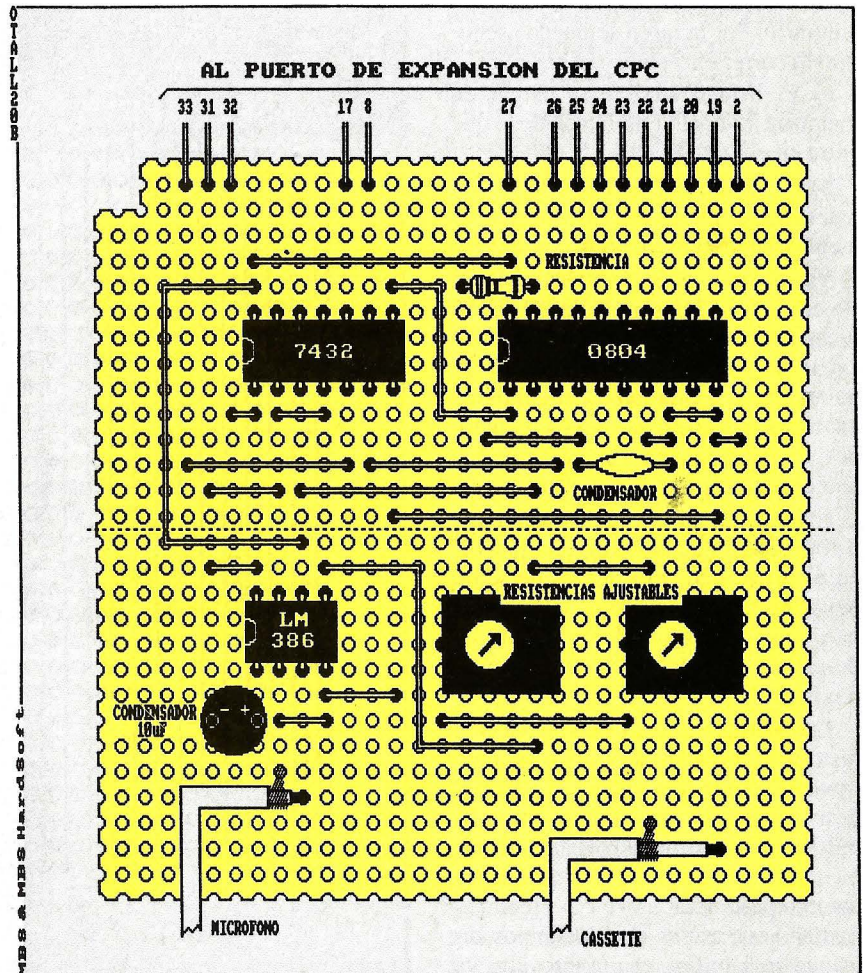 OTALL20B
AL PUERTO DE EXPANSION DEL CPC
33 31 32 17 8 27 26 25 24 23 22 21 20 19 2
RESISTENCIA
7432
0804
CONDENSADOR
RESISTENCIAS AJUSTABLES
LM
386
CONDENSADOR
10uF
- +
MICROFONO
CASSETTE
MBS & MBS HardSoft